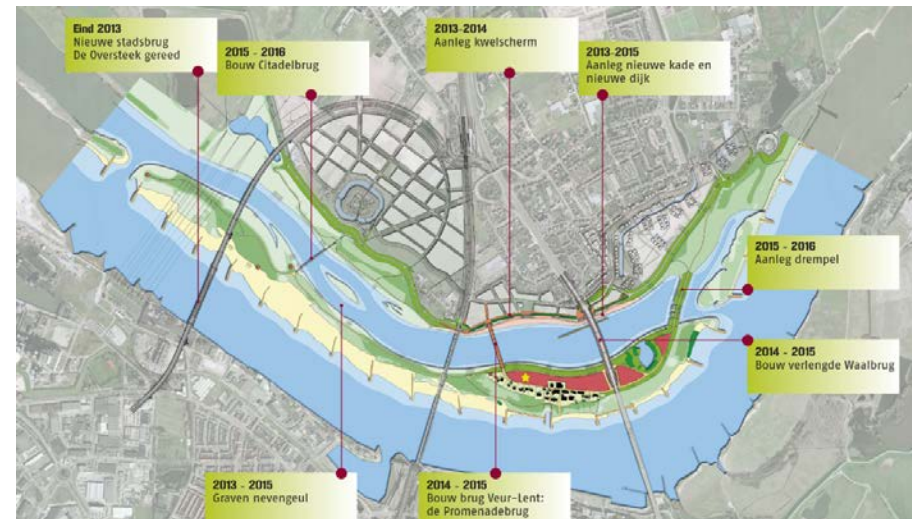 Eind 2013
Nieuwe stadsbrug
De Oversteek gereed
2015 - 2016
Bouw Citadelbrug
2013-2014
Aanleg kwelscherm
2013-2015
Aanleg nieuwe kade en
nieuwe dijk
2015 - 2016
Aanleg drempel
2014 - 2015
Bouw verlengde Waalbrug
2013 - 2015
Graven nevengeul
2014 - 2015
Bouw brug Veur-Lent:
de Promenadebrug